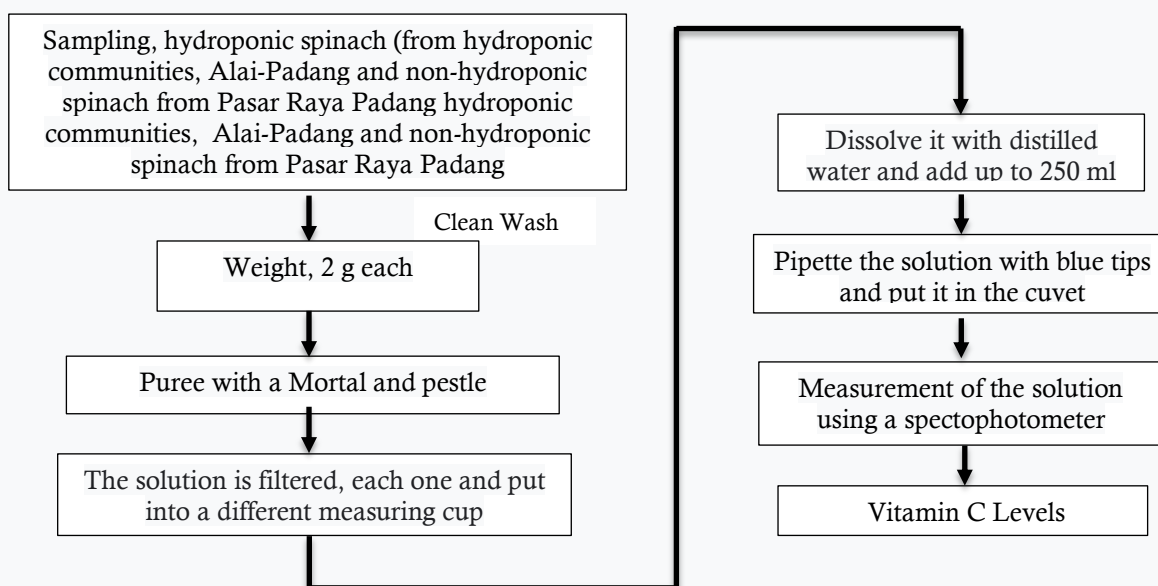 Sampling, hydroponic spinach (from hydroponic
communities, Alai-Padang and non-hydroponic
spinach from Pasar Raya Padang hydroponic
communities, Alai-Padang and non-hydroponic
spinach from Pasar Raya Padang
Clean Wash
Weight, 2 g each
Puree with a Mortal and pestle
The solution is filtered, each one and put
into a different measuring cup
Dissolve it with distilled
water and add up to 250 ml
Pipette the solution with blue tips
and put it in the cuvet
Measurement of the solution
using a spectophotometer
Vitamin C Levels